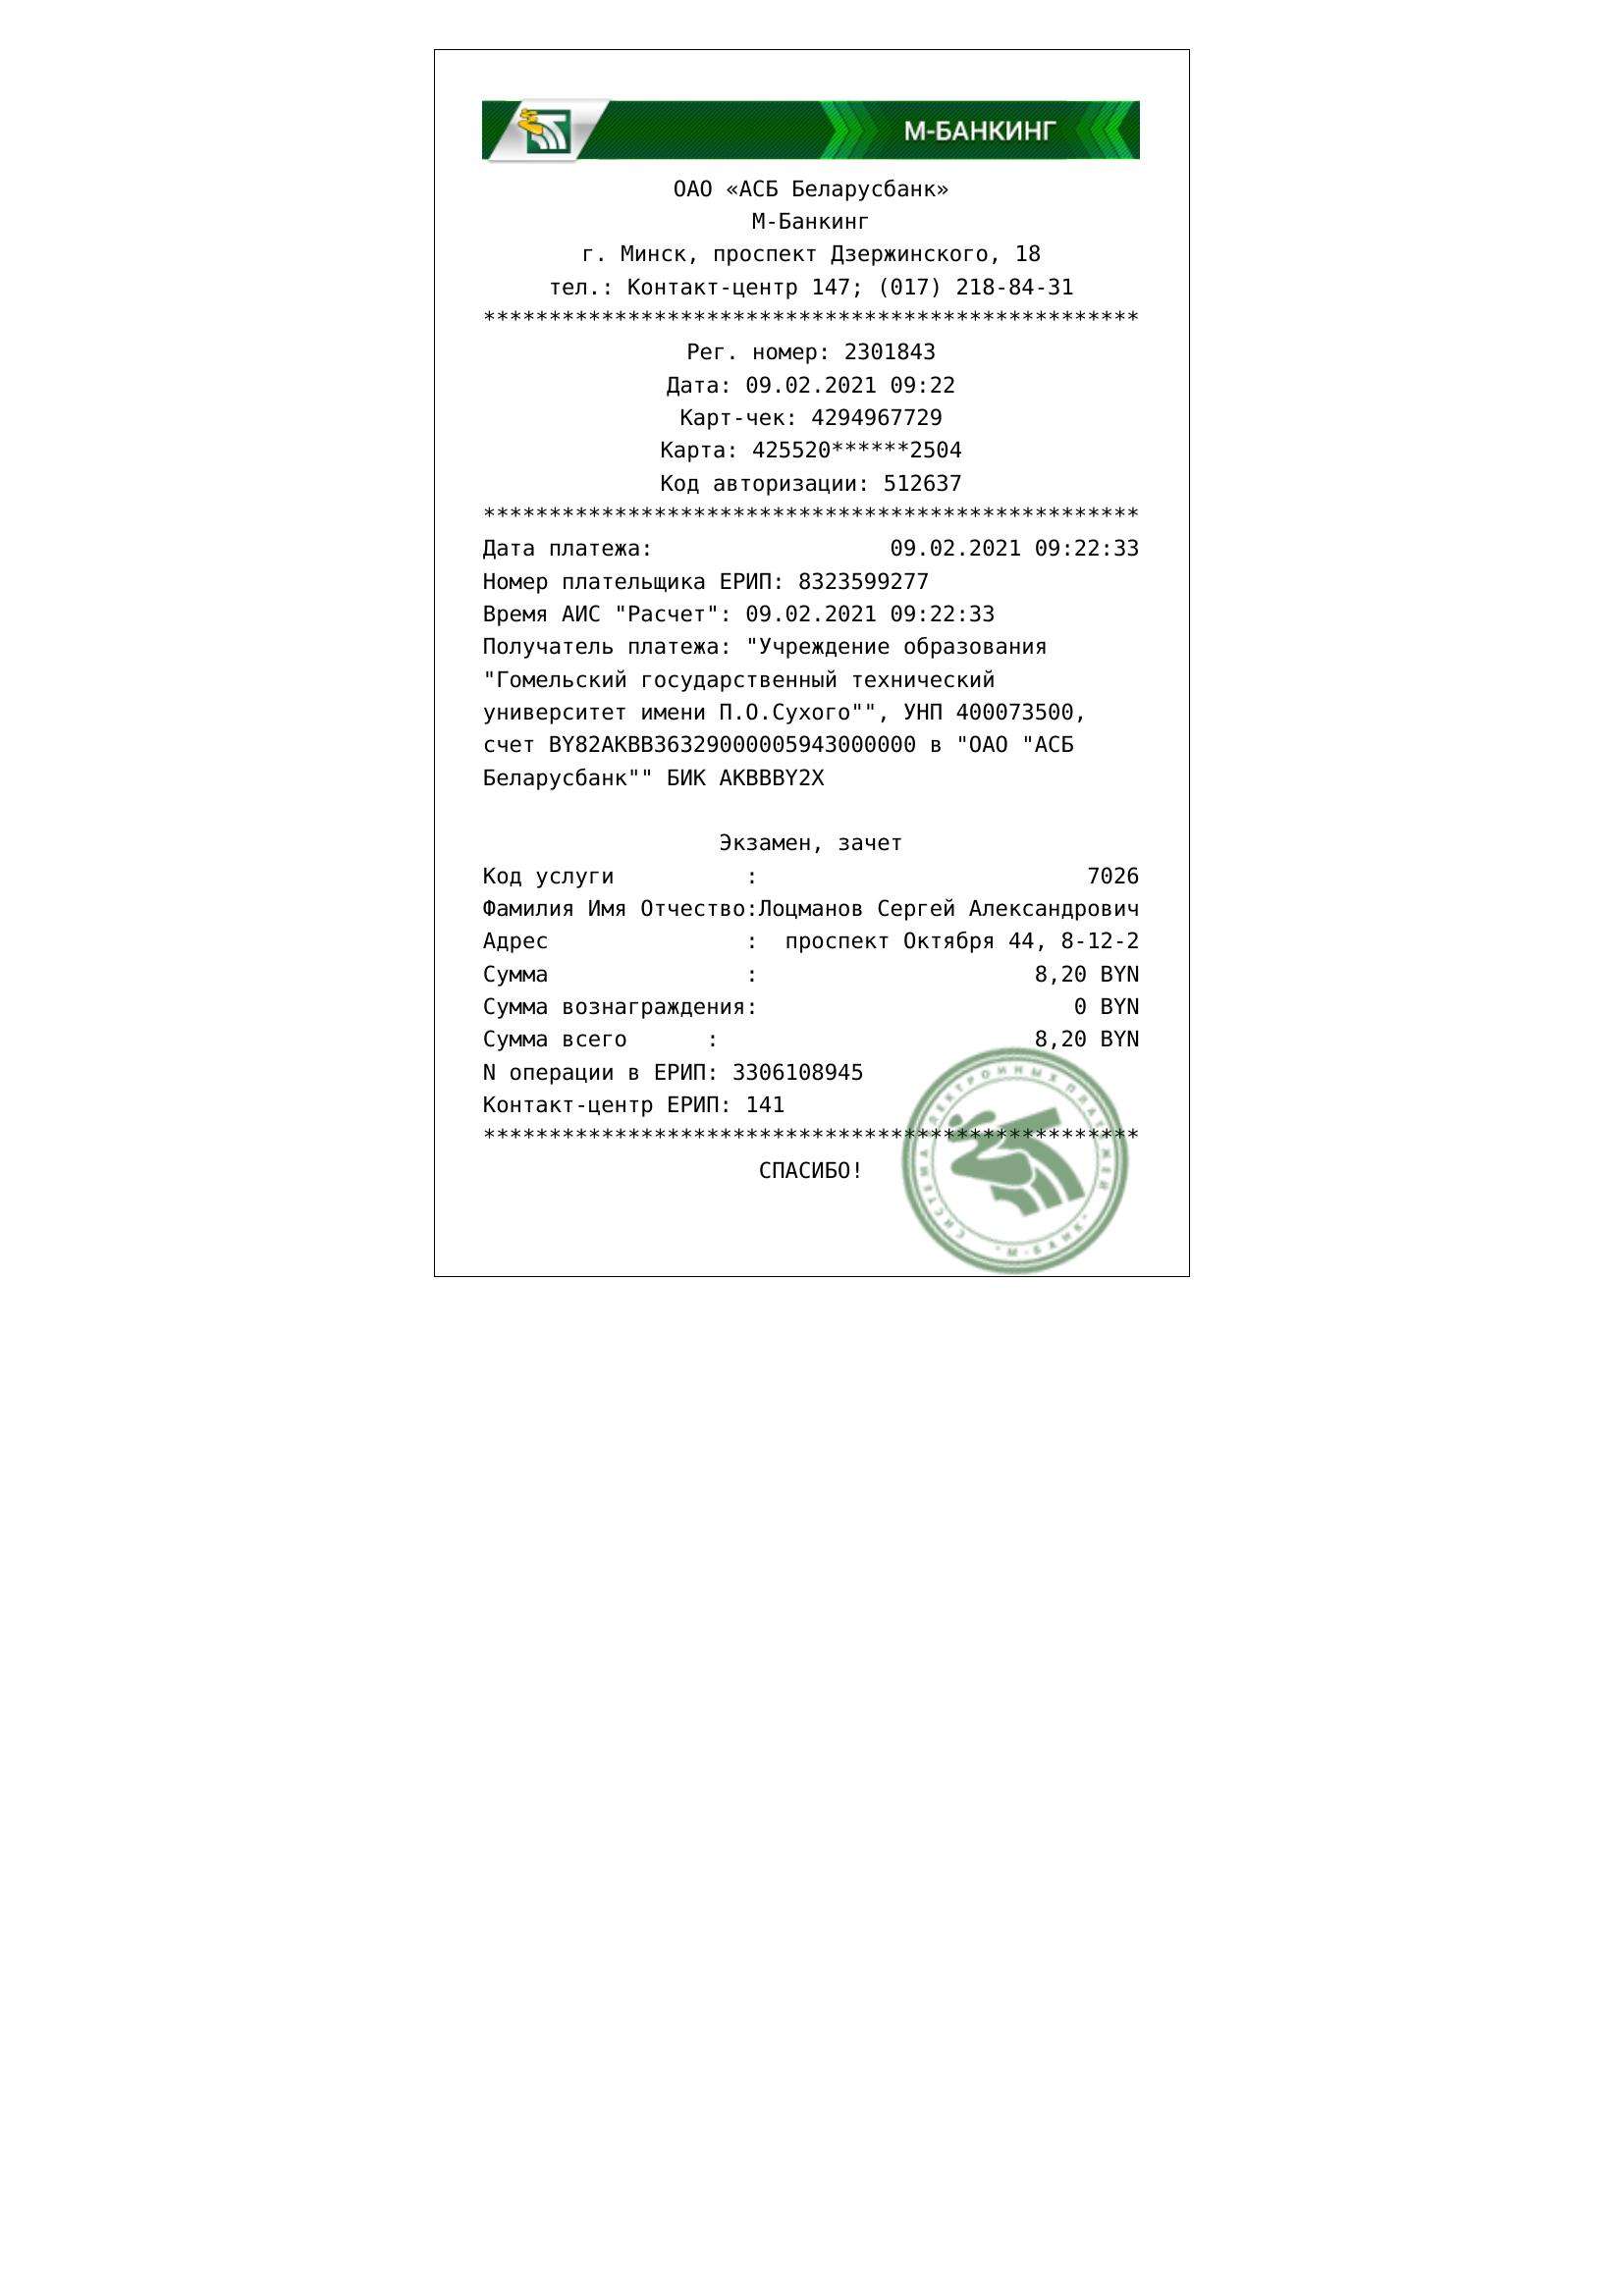 М-БАНКИНГ
ОАО «АСБ Беларусбанк»
М-Банкинг
г. Минск, проспект Дзержинского, 18
тел.: Контакт-центр 147; (017) 218-84-31
**************************************************
Рег. номер: 2301843
Дата: 09.02.2021 09:22
Карт-чек: 4294967729
Карта: 425520******2504
Код авторизации: 512637
**************************************************
Дата платежа: 09.02.2021 09:22:33
Номер плательщика ЕРИП: 8323599277
Время АИС "Расчет": 09.02.2021 09:22:33
Получатель платежа: "Учреждение образования
"Гомельский государственный технический
университет имени П.О.Сухого"", УНП 400073500,
счет BY82AKBB36329000005943000000 в "ОАО "АСБ
Беларусбанк"" БИК AKBBBY2X
Экзамен, зачет
Код услуги : 7026
Фамилия Имя Отчество:Лоцманов Сергей Александрович
Адрес : проспект Октября 44, 8-12-2
Сумма : 8,20 BYN
Сумма вознаграждения: 0 BYN
Сумма всего : 8,20 BYN
N операции в ЕРИП: 3306108945
Контакт-центр ЕРИП: 141
**************************************************
СПАСИБО!
СИСТЕМА ЭЛЕКТРОННЫХ ПЛАТЕЖЕЙ
"М-БАНК"